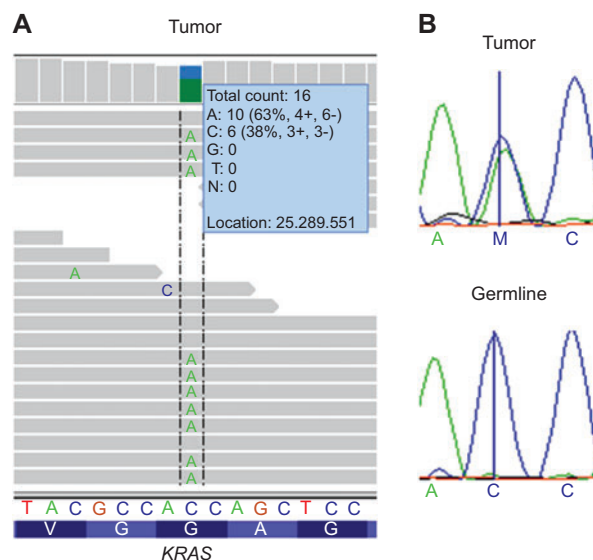 A
Tumor
Total count: 16
A: 10 (63%, 4+, 6-)
C: 6 (38%, 3+, 3-)
G: 0
T: 0
N: 0
Location: 25.289.551
A
A
A
A
C
A
A
A
A
A
A
A
T A C G C C A C C A G C T C C
V G G A G
KRAS
B
Tumor
A M C
Germline
A C C